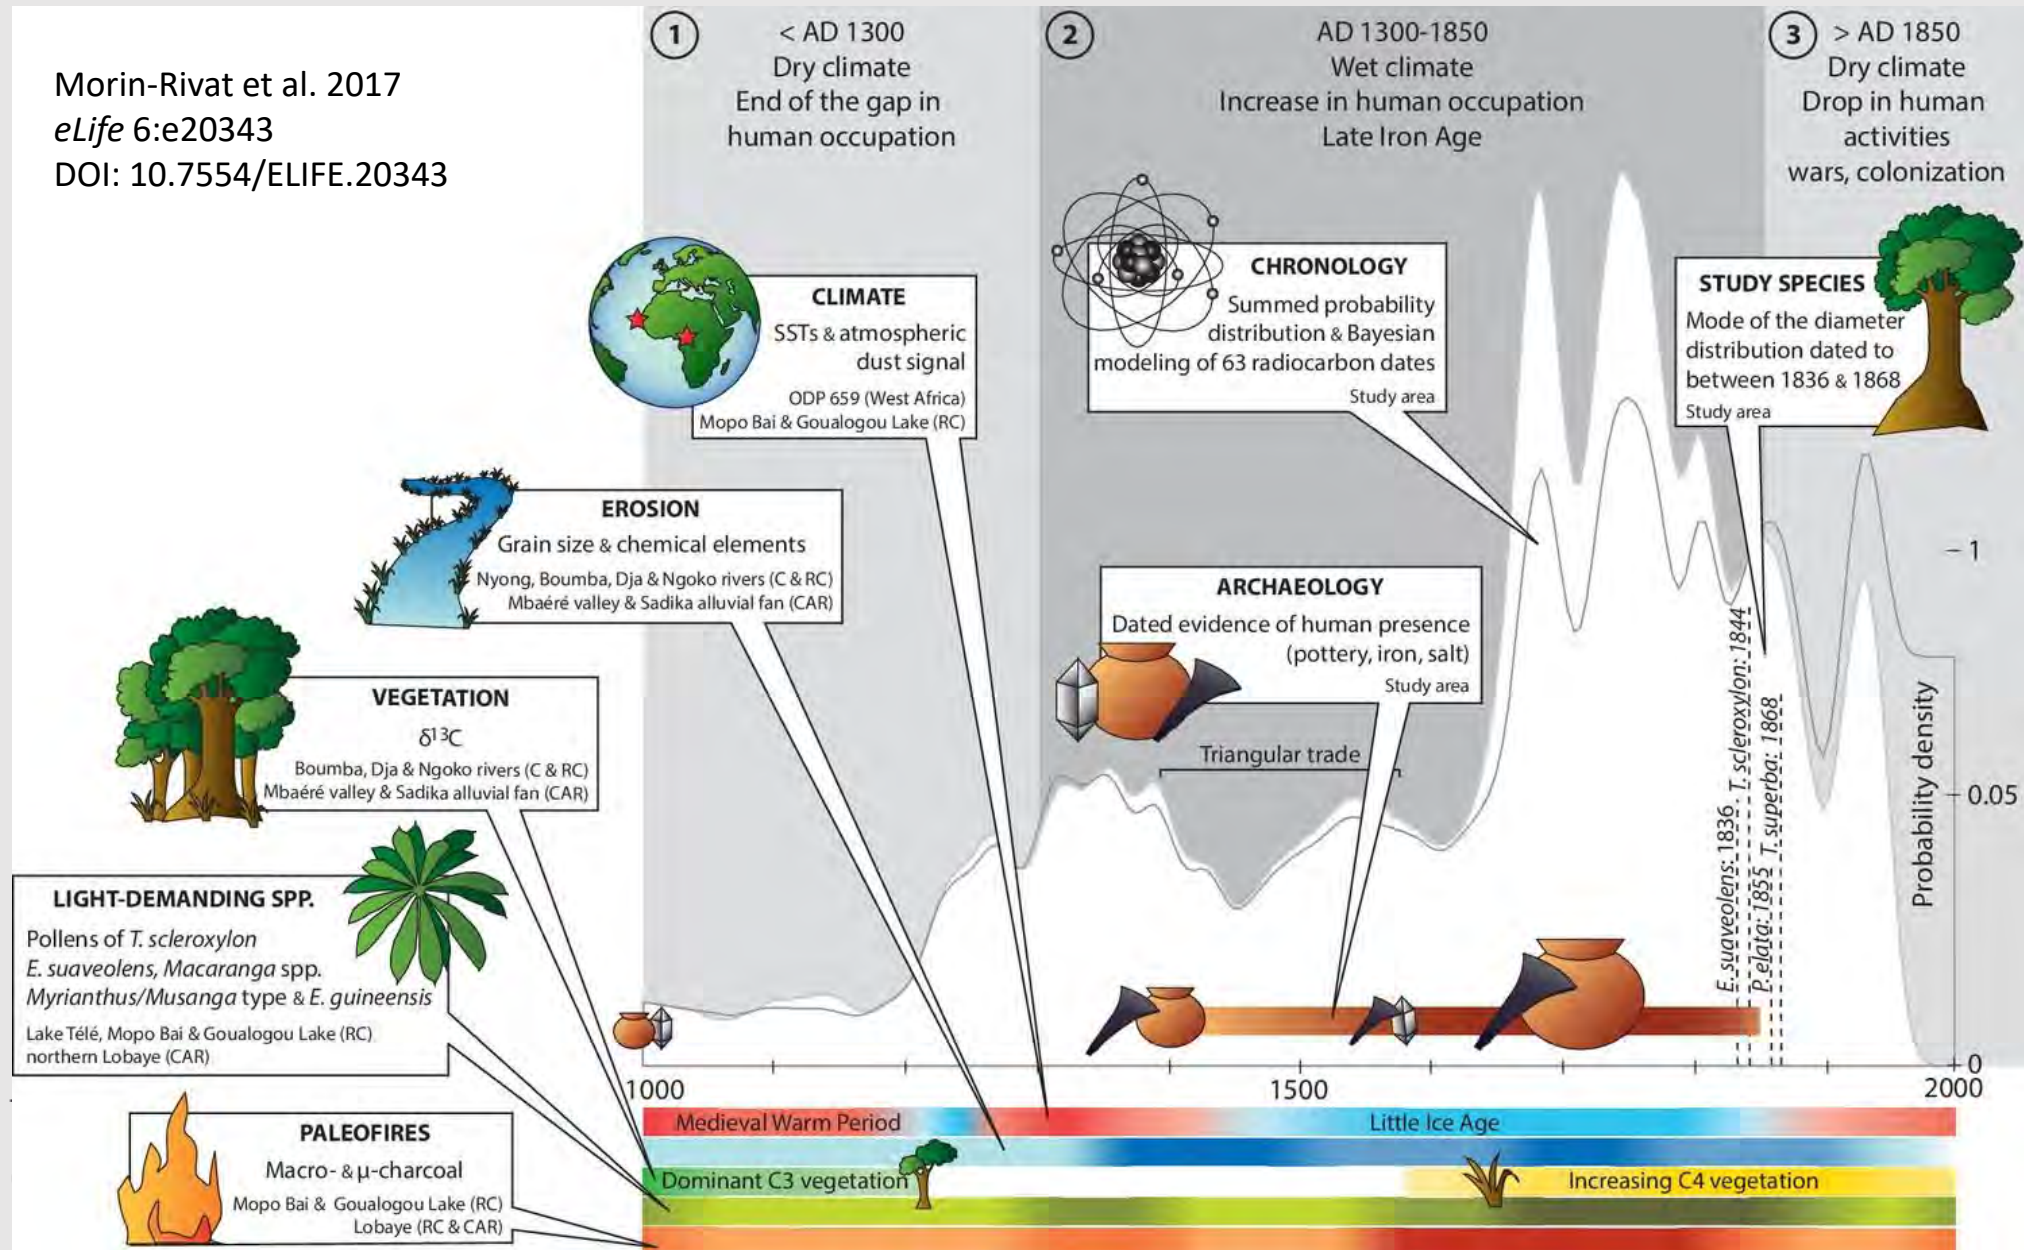 Morin-Rivat et al. 2017
eLife 6:e20343
DOI: 10.7554/ELIFE.20343
1
< AD 1300
Dry climate
End of the gap in
human occupation
2
AD 1300-1850
Wet climate
Increase in human occupation
Late Iron Age
3
> AD 1850
Dry climate
Drop in human
activities
wars, colonization
CLIMATE
SSTs & atmospheric
dust signal
ODP 659 (West Africa)
Mopo Bai & Goualogou Lake (RC)
CHRONOLOGY
Summed probability
distribution & Bayesian
modeling of 63 radiocarbon dates
Study area
STUDY SPECIES
Mode of the diameter
distribution dated to
between 1836 & 1868
Study area
EROSION
Grain size & chemical elements
Nyong, Boumba, Dja & Ngoko rivers (C & RC)
Mbaéré valley & Sadika alluvial fan (CAR)
ARCHAEOLOGY
Dated evidence of human presence
(pottery, iron, salt)
Study area
Triangular trade
VEGETATION
δ¹³C
Boumba, Dja & Ngoko rivers (C & RC)
Mbaéré valley & Sadika alluvial fan (CAR)
LIGHT-DEMANDING SPP.
Pollens of T. scleroxylon
E. suaveolens, Macaranga spp.
Myrianthus/Musanga type & E. guineensis
Lake Télé, Mopo Bai & Goualogou Lake (RC)
northern Lobaye (CAR)
PALEOFIRES
Macro- & µ-charcoal
Mopo Bai & Goualogou Lake (RC)
Lobaye (RC & CAR)
E. suaveolens: 1836
T. scleroxylon: 1844
P. elata: 1855
T. superba: 1868
Probability density
1
0.05
0
1000
1500
2000
Medieval Warm Period
Little Ice Age
Dominant C3 vegetation
Increasing C4 vegetation